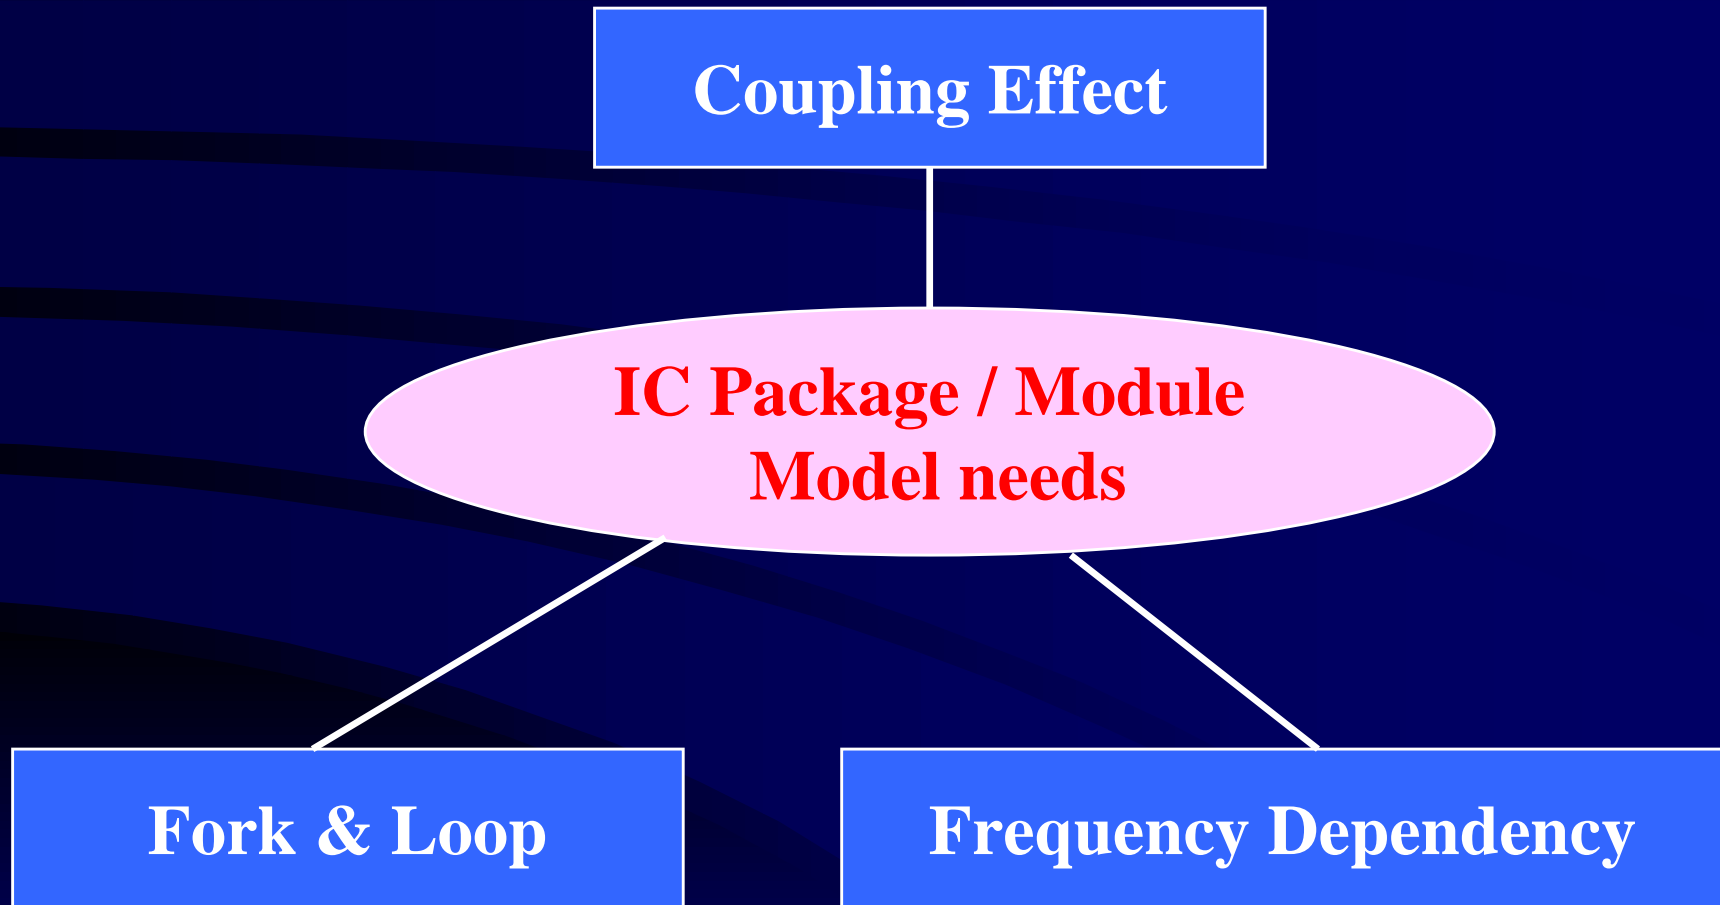 Coupling Effect
IC Package / Module
Model needs
Fork & Loop
Frequency Dependency